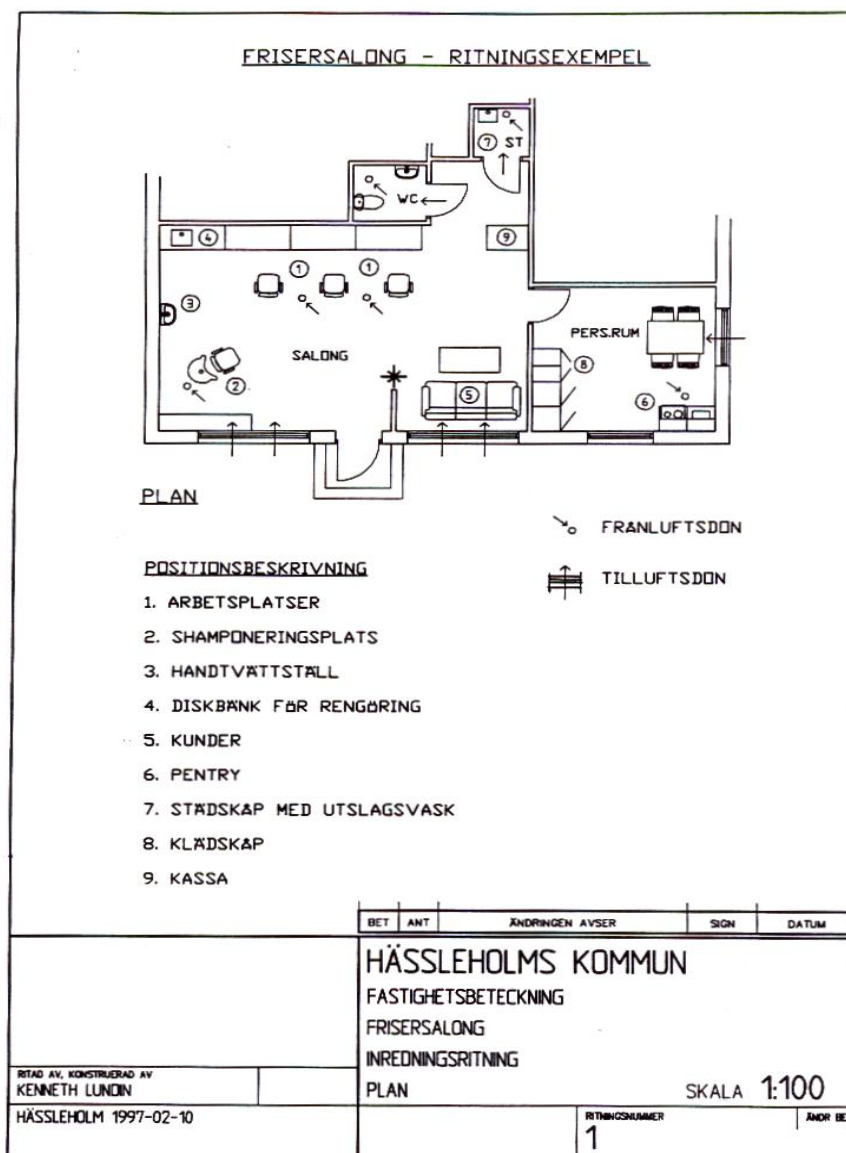 FRISERSALONG - RITNINGSEXEMPEL
7 ST
WC
4
9
1 1
3
PERS.RUM
SALONG
8
2
5
6
PLAN
FRÅNLUFTSDON
TILLUFTSDON
POSITIONSBESKRIVNING
1. ARBETSPLATSER
2. SHAMPONERINGSPLATS
3. HANDTVÄTTSTÄLL
4. DISKBÄNK FÖR RENGÖRING
5. KUNDER
6. PENTRY
7. STÄDSKÅP MED UTSLAGSVASK
8. KLÄDSKÅP
9. KASSA
BET ANT ÄNDRINGEN AVSER SIGN DATUM
HÄSSLEHOLMS KOMMUN
FASTIGHETSBETECKNING
FRISERSALONG
INREDNINGSRITNING
PLAN SKALA 1:100
RITAD AV, KONSTRUERAD AV
KENNETH LUNDIN
HÄSSLEHOLM 1997-02-10
RITNINGSNUMMER
1
ÄNDR BE